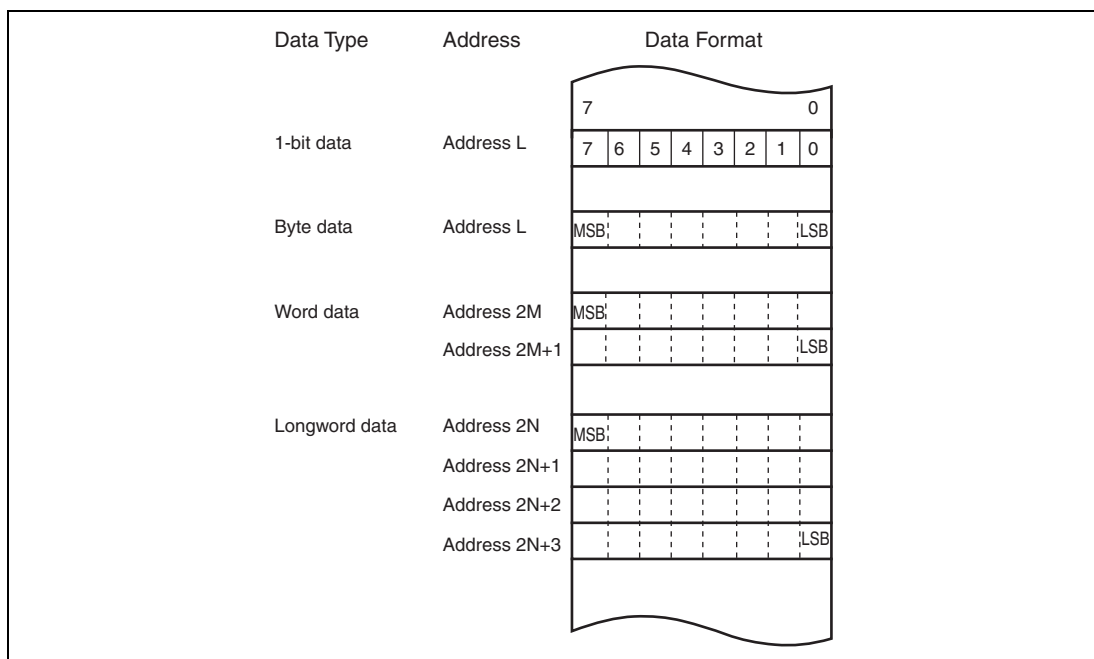 Data Type Address Data Format
7 0
1-bit data Address L 7 6 5 4 3 2 1 0
Byte data Address L MSB LSB
Word data Address 2M MSB
Address 2M+1 LSB
Longword data Address 2N MSB
Address 2N+1
Address 2N+2
Address 2N+3 LSB